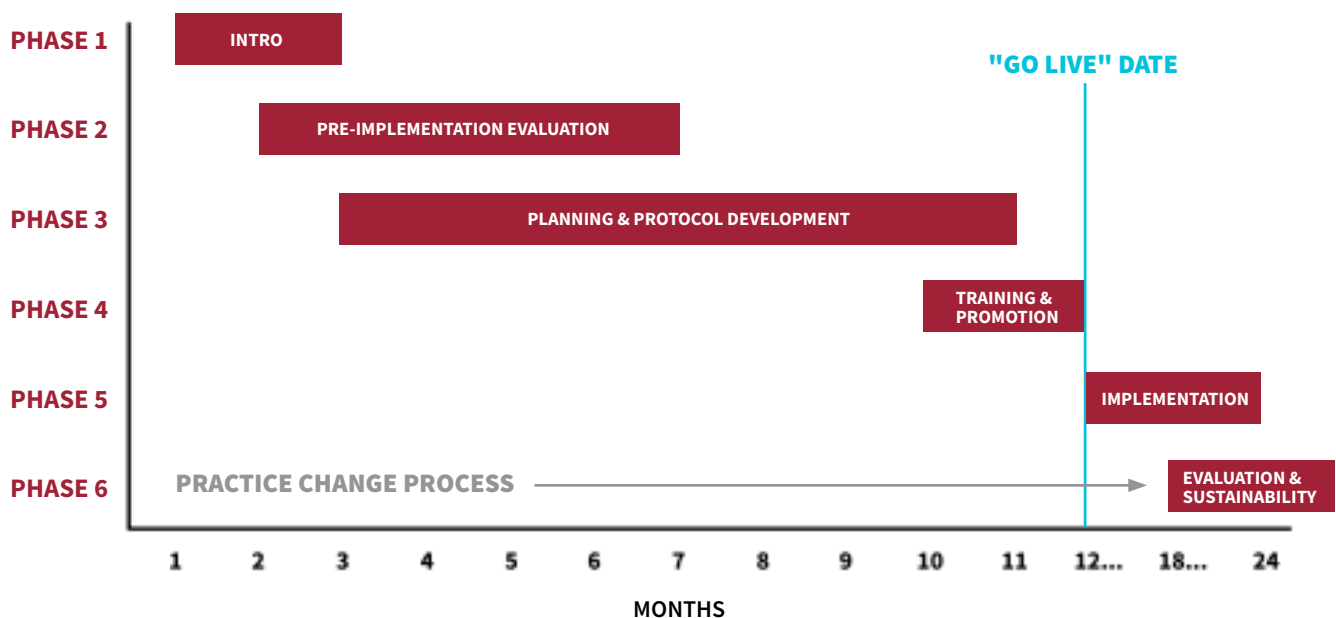 PHASE 1
INTRO
"GO LIVE" DATE
PHASE 2
PRE-IMPLEMENTATION EVALUATION
PHASE 3
PLANNING & PROTOCOL DEVELOPMENT
PHASE 4
TRAINING &
PROMOTION
PHASE 5
IMPLEMENTATION
PHASE 6
PRACTICE CHANGE PROCESS
EVALUATION &
SUSTAINABILITY
1 2 3 4 5 6 7 8 9 10 11 12... 18... 24
MONTHS